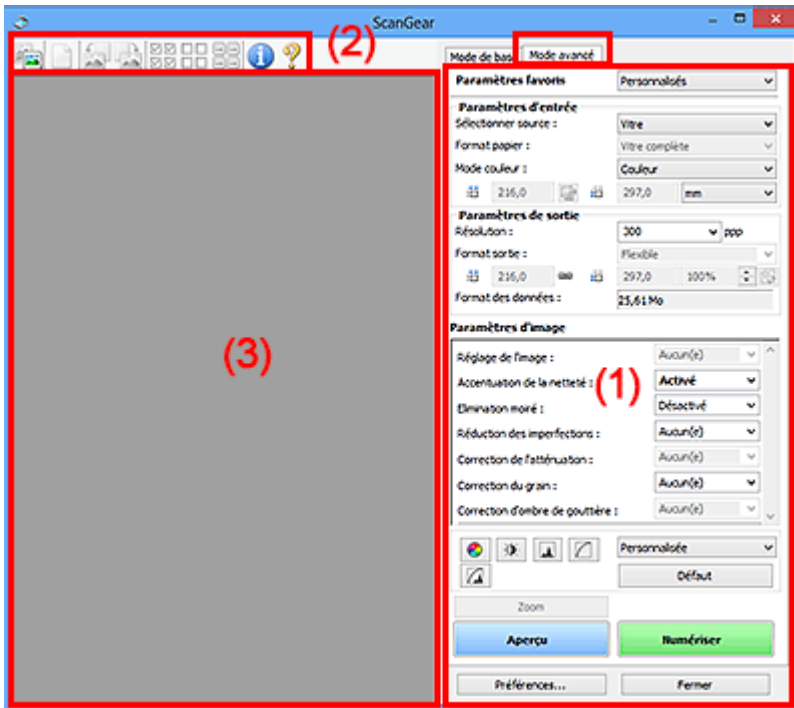 ScanGear
(2)
Mode de bas Mode avancé
Paramètres favoris Personnalisés
Paramètres d'entrée
Sélectionner source : Vitre
Format papier : Vitre complète
Mode couleur : Couleur
216,0 297,0 mm
Paramètres de sortie
Résolution : 300 ppp
Format sortie : Flexible
216,0 297,0 100%
Format des données : 25,61 Mo
Paramètres d'image
(3)
(1)
Réglage de l'image : Aucun(e)
Accentuation de la netteté : Activé
Elimination moiré : Désactivé
Réduction des imperfections : Aucun(e)
Correction de l'atténuation : Aucun(e)
Correction du grain : Aucun(e)
Correction d'ombre de gouttière : Aucun(e)
Personnalisée
Défaut
Zoom
Aperçu Numériser
Préférences... Fermer